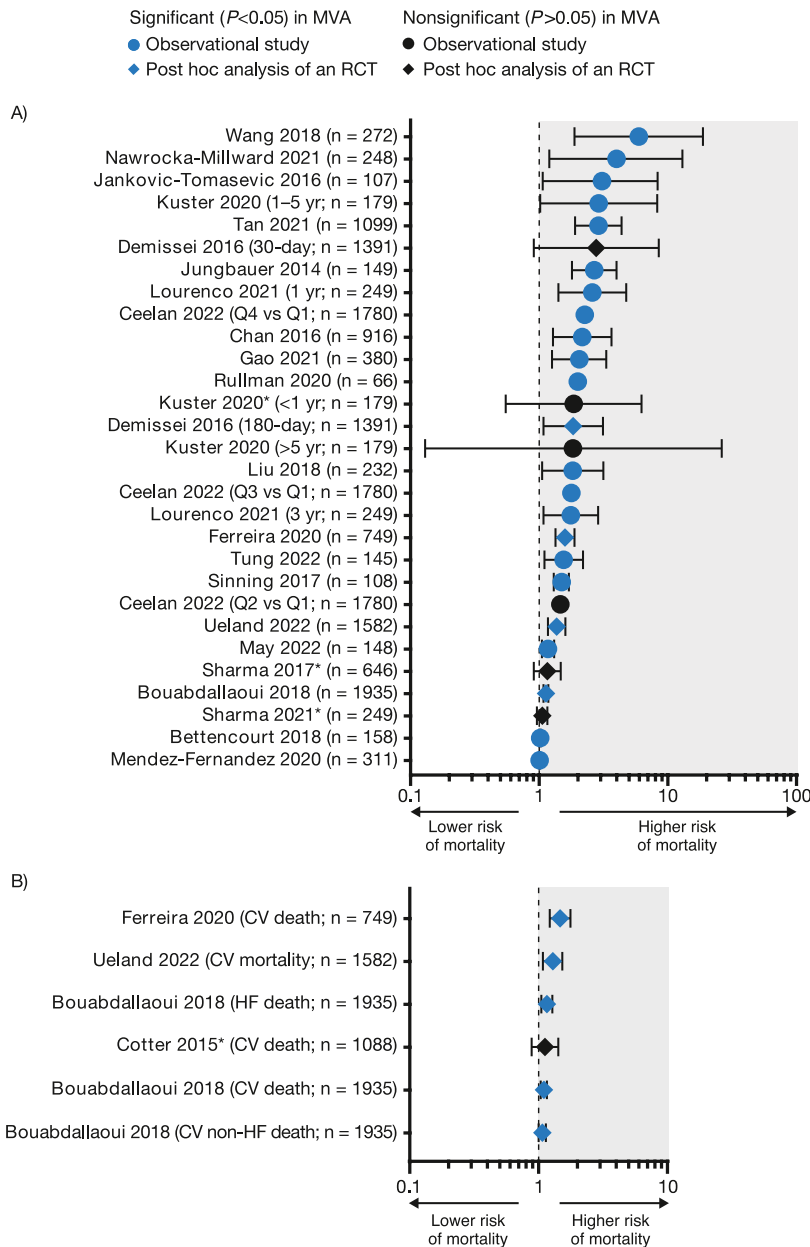 Significant (P<0.05) in MVA
Nonsignificant (P>0.05) in MVA
Observational study
Observational study
Post hoc analysis of an RCT
Post hoc analysis of an RCT
A)
Wang 2018 (n = 272)
Nawrocka-Millward 2021 (n = 248)
Jankovic-Tomasevic 2016 (n = 107)
Kuster 2020 (1–5 yr; n = 179)
Tan 2021 (n = 1099)
Demissei 2016 (30-day; n = 1391)
Jungbauer 2014 (n = 149)
Lourenco 2021 (1 yr; n = 249)
Ceelan 2022 (Q4 vs Q1; n = 1780)
Chan 2016 (n = 916)
Gao 2021 (n = 380)
Rullman 2020 (n = 66)
Kuster 2020* (<1 yr; n = 179)
Demissei 2016 (180-day; n = 1391)
Kuster 2020 (>5 yr; n = 179)
Liu 2018 (n = 232)
Ceelan 2022 (Q3 vs Q1; n = 1780)
Lourenco 2021 (3 yr; n = 249)
Ferreira 2020 (n = 749)
Tung 2022 (n = 145)
Sinning 2017 (n = 108)
Ceelan 2022 (Q2 vs Q1; n = 1780)
Ueland 2022 (n = 1582)
May 2022 (n = 148)
Sharma 2017* (n = 646)
Bouabdallaoui 2018 (n = 1935)
Sharma 2021* (n = 249)
Bettencourt 2018 (n = 158)
Mendez-Fernandez 2020 (n = 311)
0.1 1 10 100
Lower risk
of mortality
Higher risk
of mortality
B)
Ferreira 2020 (CV death; n = 749)
Ueland 2022 (CV mortality; n = 1582)
Bouabdallaoui 2018 (HF death; n = 1935)
Cotter 2015* (CV death; n = 1088)
Bouabdallaoui 2018 (CV death; n = 1935)
Bouabdallaoui 2018 (CV non-HF death; n = 1935)
0.1 1 10
Lower risk
of mortality
Higher risk
of mortality